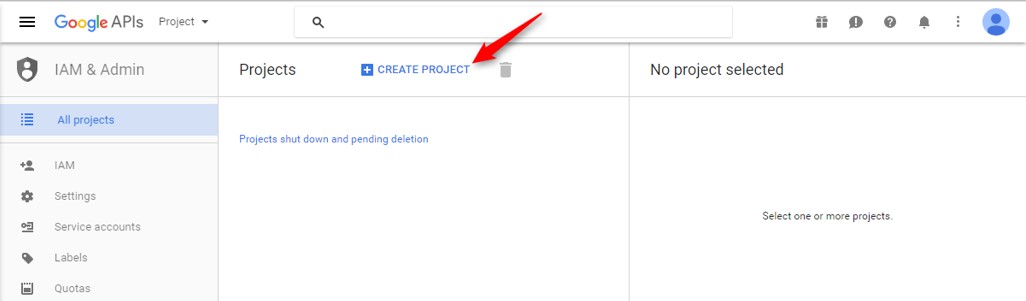 Google APIs Project
IAM & Admin Projects CREATE PROJECT No project selected
All projects
Projects shut down and pending deletion
IAM
Settings
Select one or more projects.
Service accounts
Labels
Quotas